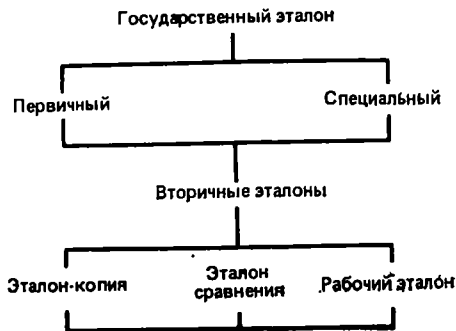 Государственный эталон
Первичный
Специальный
Вторичные эталоны
Эталон-копия
Эталон
сравнения
Рабочий эталон